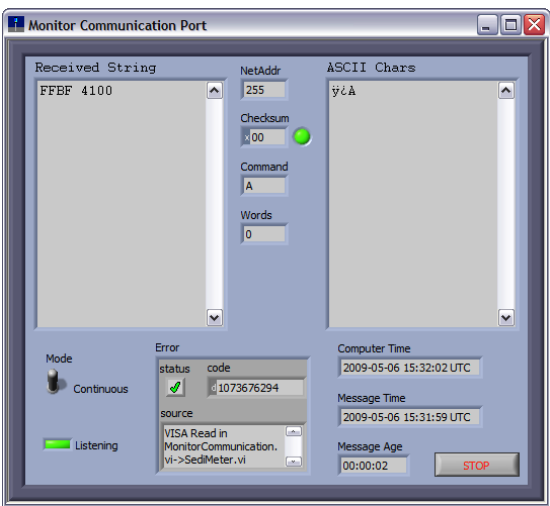 Monitor Communication Port
Received String
FFBF 4100
NetAddr
255
Checksum
x00
Command
A
Words
0
ASCII Chars
ÿ¿A
Mode
Continuous
Listening
Error
status code
d1073676294
source
VISA Read in
MonitorCommunication.
vi->SediMeter.vi
Computer Time
2009-05-06 15:32:02 UTC
Message Time
2009-05-06 15:31:59 UTC
Message Age
00:00:02
STOP